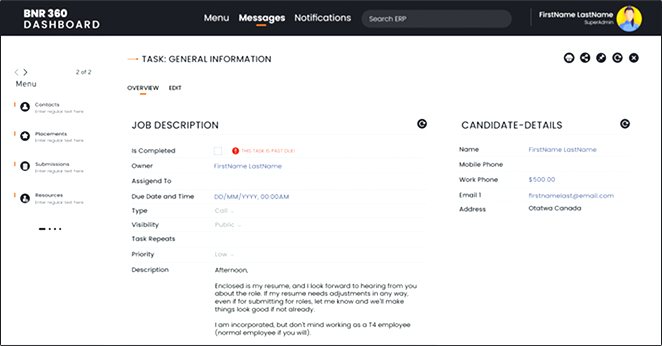 BNR 360
DASHBOARD
Menu Messages Notifications
Search ERP
FirstName LastName
SuperAdmin
TASK: GENERAL INFORMATION
2 of 2
Menu
OVERVIEW EDIT
Contacts
Enter regular text here
Placements
Enter regular text here
Submissions
Enter regular text here
Resources
Enter regular text here
JOB DESCRIPTION
Is Completed THIS TASK IS PAST DUE!
Owner FirstName LastName
Assigend To
Due Date and Time DD/MM/YYYY, 00:00AM
Type Call
Visibility Public
Task Repeats
Priority Low
Description Afternoon,
Enclosed is my resume, and I look forward to hearing from you
about the role. If my resume needs adjustments in any way,
even if for submitting for roles, let me know and we'll make
things look good if not already.
I am incorporated, but don't mind working as a T4 employee
(normal employee if you will).
CANDIDATE-DETAILS
Name FirstName LastName
Mobile Phone
Work Phone $500.00
Email 1 firstnamelast@email.com
Address Otatwa Canada